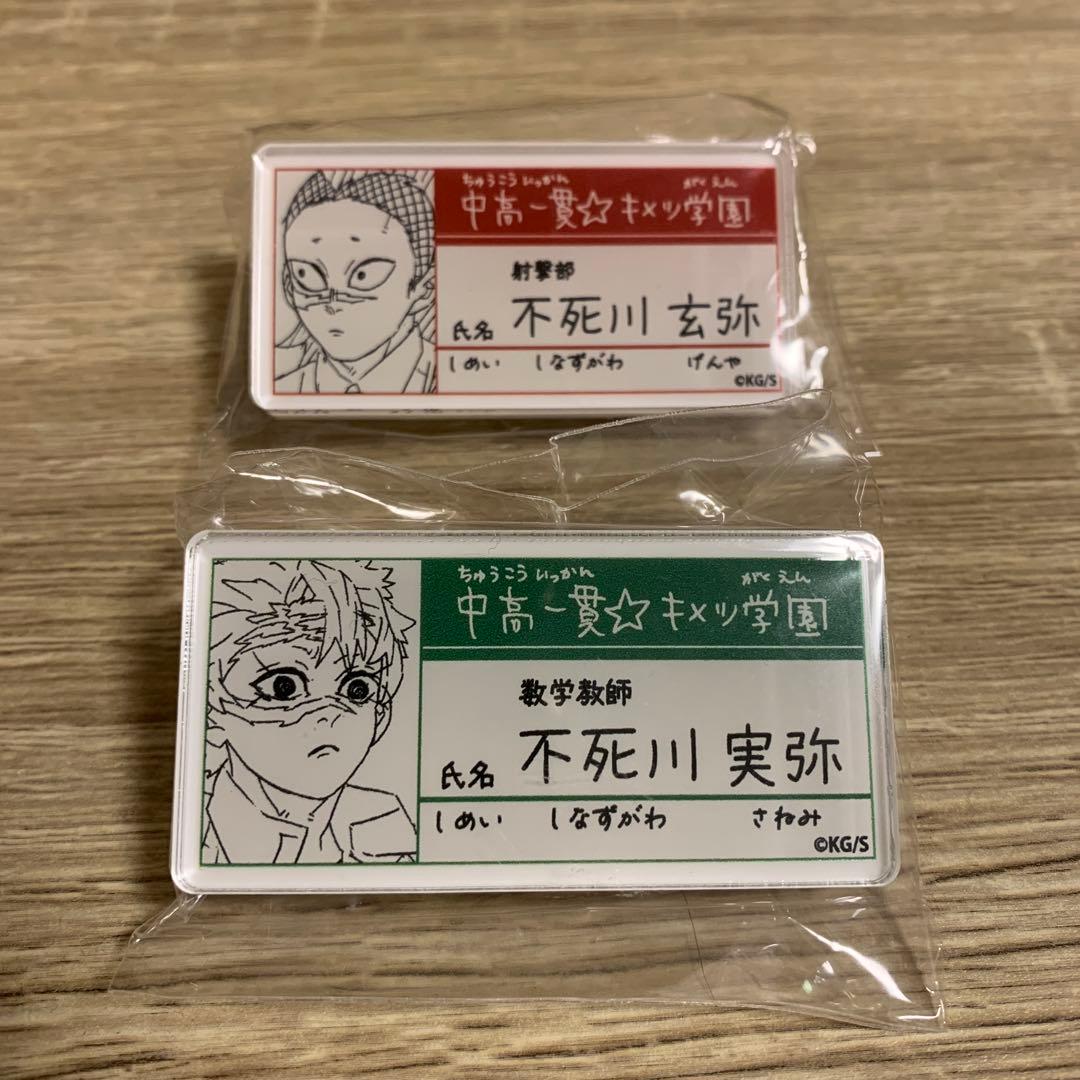 ちゅうこういっかん がくえん
中高一貫☆キメツ学園
射撃部
氏名 不死川 玄弥
しめい しなずがわ げんや
©KG/S
ちゅうこういっかん がくえん
中高一貫☆キメツ学園
数学教師
氏名 不死川 実弥
しめい しなずがわ さねみ
©KG/S